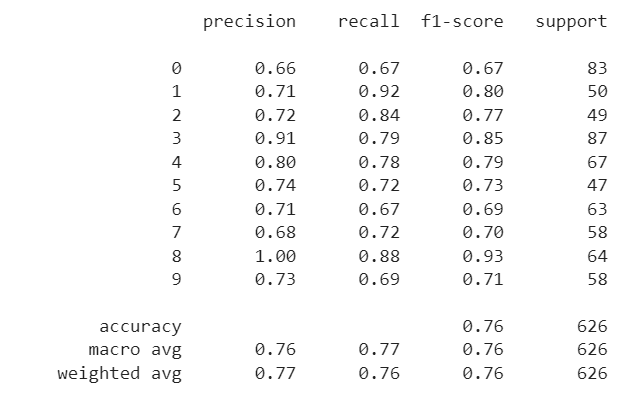 precision recall f1-score support
0 0.66 0.67 0.67 83
1 0.71 0.92 0.80 50
2 0.72 0.84 0.77 49
3 0.91 0.79 0.85 87
4 0.80 0.78 0.79 67
5 0.74 0.72 0.73 47
6 0.71 0.67 0.69 63
7 0.68 0.72 0.70 58
8 1.00 0.88 0.93 64
9 0.73 0.69 0.71 58
accuracy 0.76 626
macro avg 0.76 0.77 0.76 626
weighted avg 0.77 0.76 0.76 626